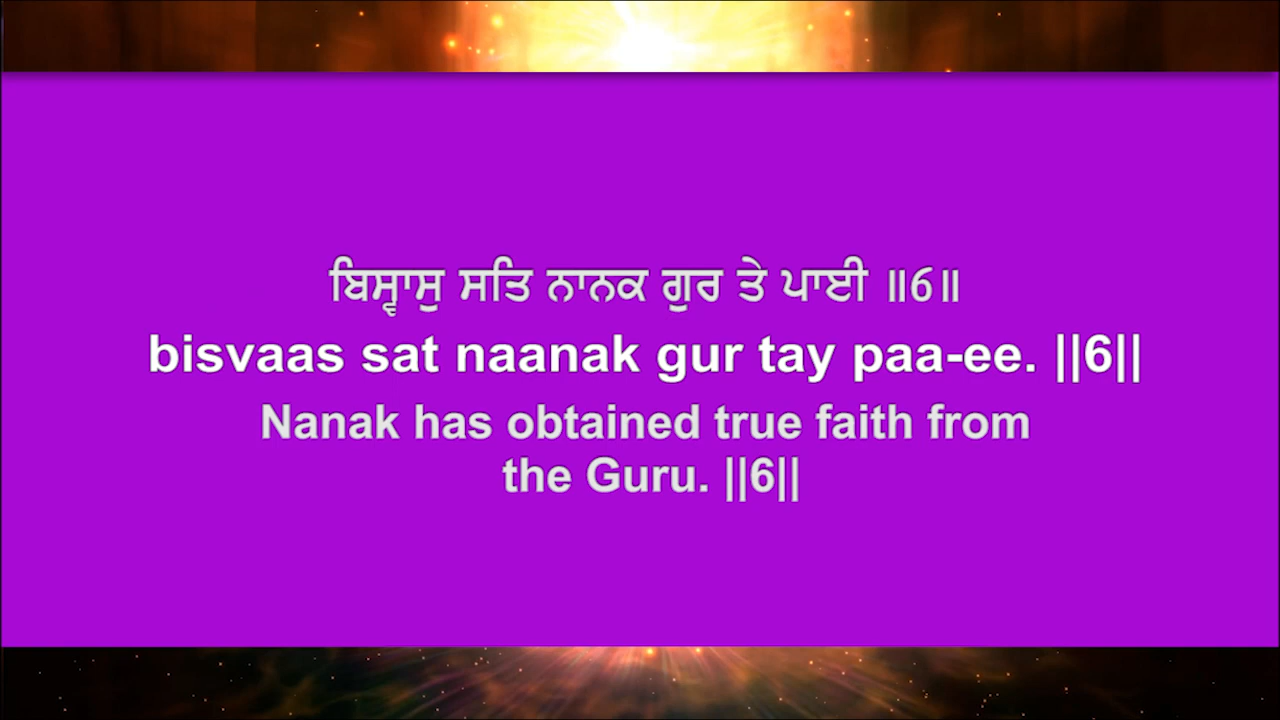 ਬਿਸ੍ਵਾਸੁ ਸਤਿ ਨਾਨਕ ਗੁਰ ਤੇ ਪਾਈ ॥6॥
bisvaas sat naanak gur tay paa-ee. ||6||
Nanak has obtained true faith from
the Guru. ||6||